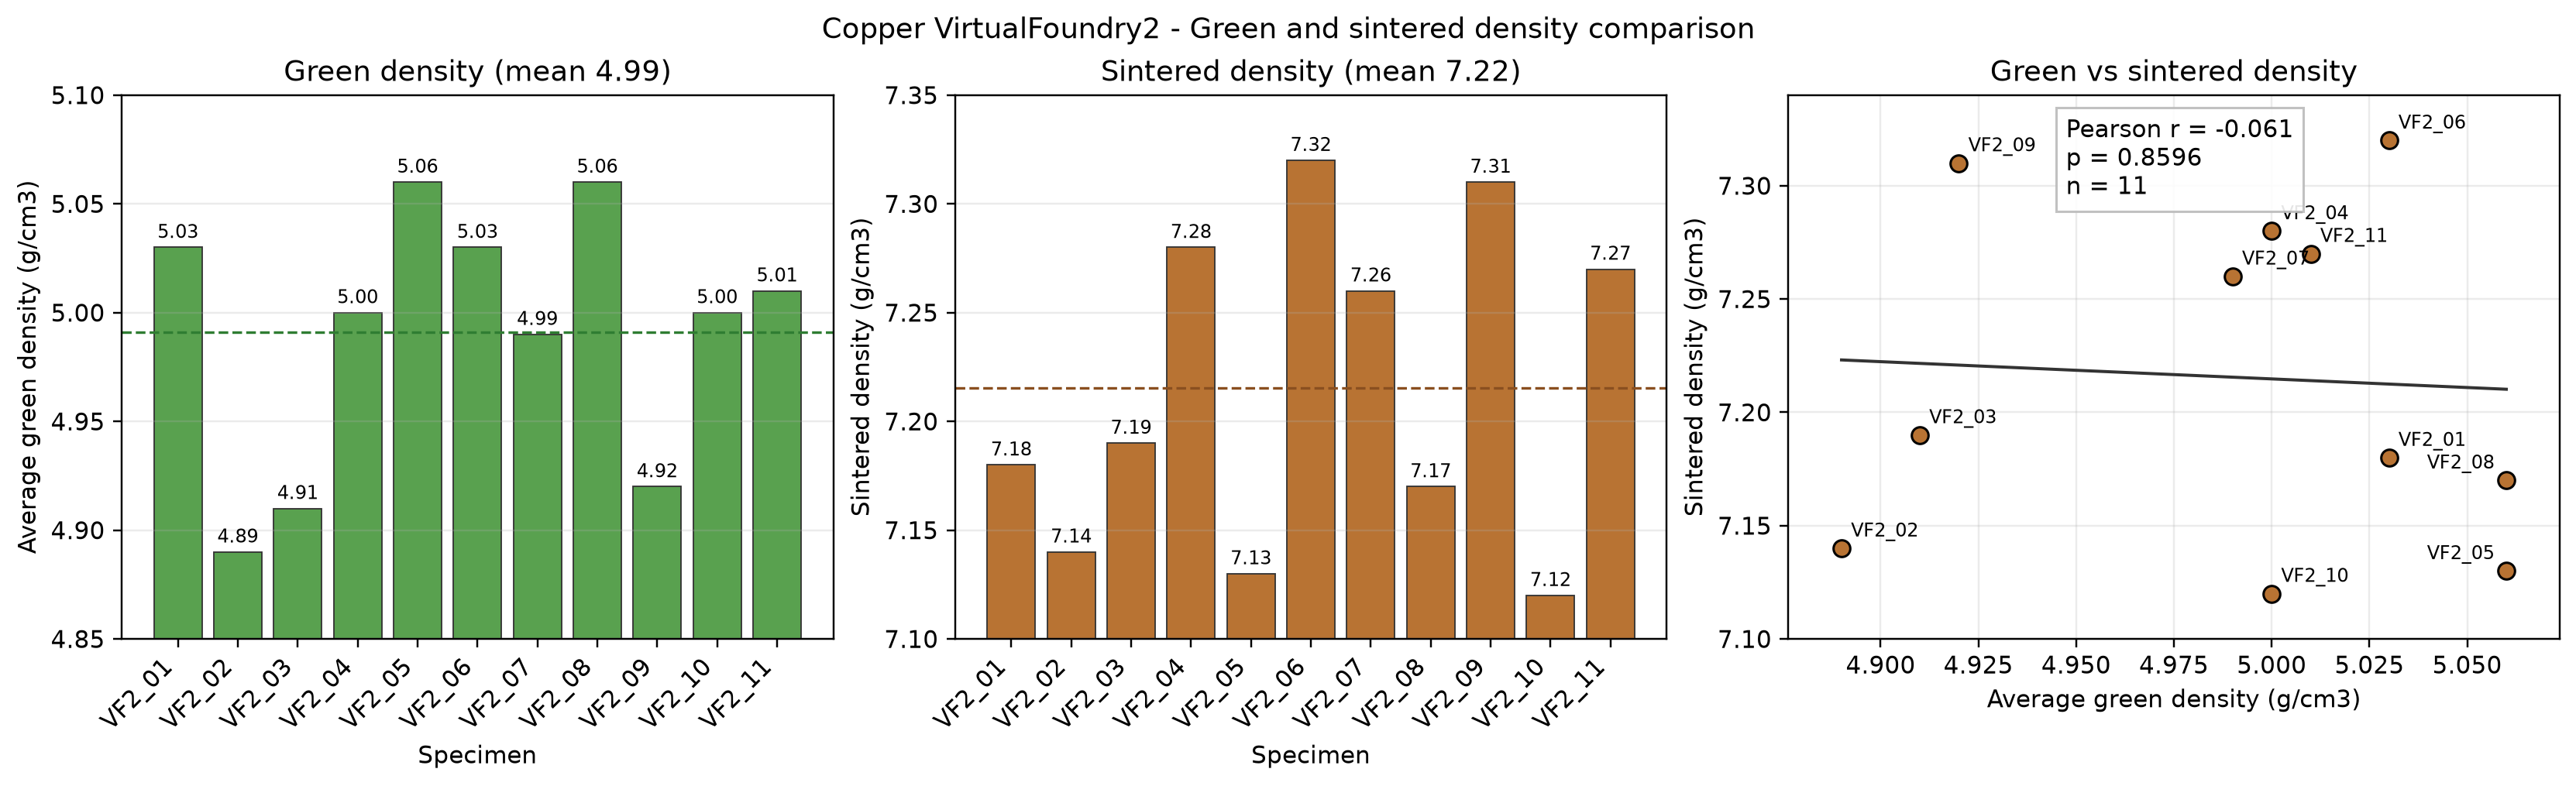 Copper VirtualFoundry2 - Green and sintered density comparison
Green density (mean 4.99)
Average green density (g/cm3)
5.10
5.05
5.00
4.95
4.90
4.85
5.03
4.89
4.91
5.00
5.06
5.03
4.99
5.06
4.92
5.00
5.01
VF2_01
VF2_02
VF2_03
VF2_04
VF2_05
VF2_06
VF2_07
VF2_08
VF2_09
VF2_10
VF2_11
Specimen
Sintered density (mean 7.22)
Sintered density (g/cm3)
7.35
7.30
7.25
7.20
7.15
7.10
7.18
7.14
7.19
7.28
7.13
7.32
7.26
7.17
7.31
7.12
7.27
VF2_01
VF2_02
VF2_03
VF2_04
VF2_05
VF2_06
VF2_07
VF2_08
VF2_09
VF2_10
VF2_11
Specimen
Green vs sintered density
Sintered density (g/cm3)
7.30
7.25
7.20
7.15
7.10
Pearson r = -0.061
p = 0.8596
n = 11
VF2_06
VF2_09
VF2_04
VF2_11
VF2_07
VF2_03
VF2_01
VF2_08
VF2_02
VF2_05
VF2_10
4.900 4.925 4.950 4.975 5.000 5.025 5.050
Average green density (g/cm3)